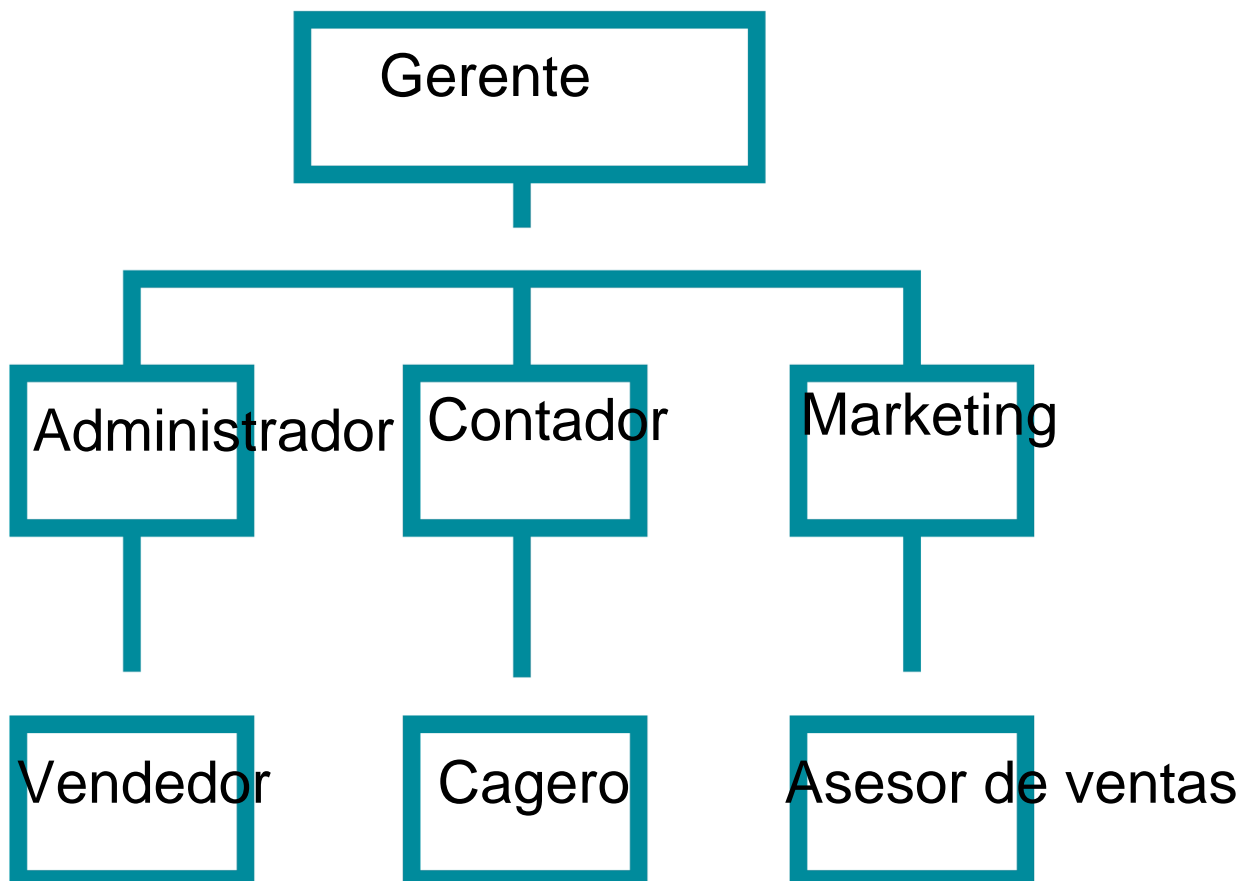 Gerente
Administrador
Contador
Marketing
Vendedor
Cagero
Asesor de ventas